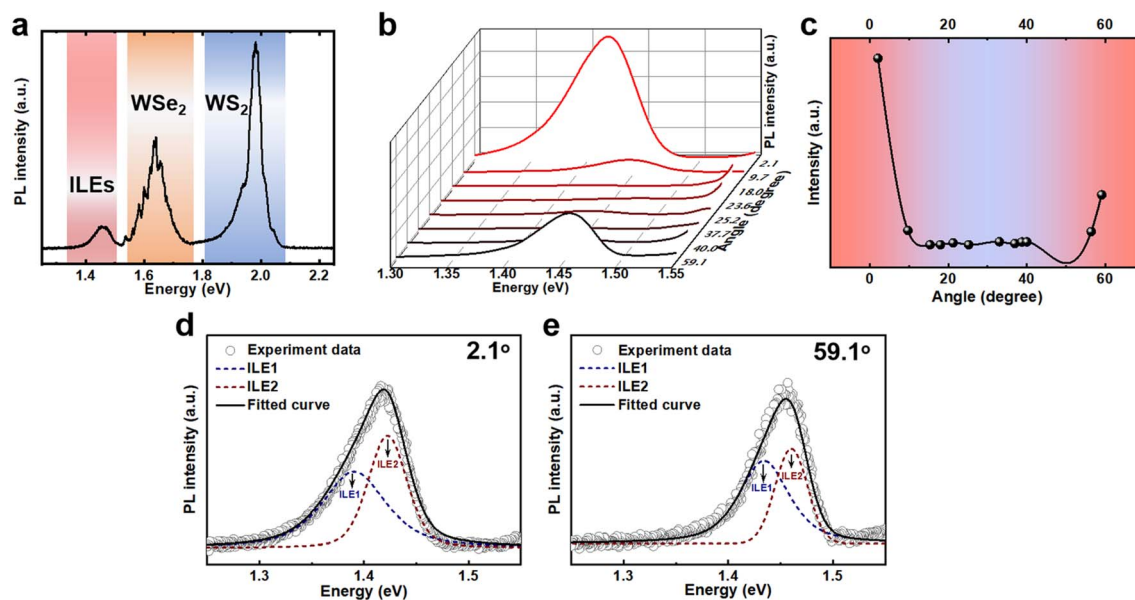 a
PL intensity (a.u.)
ILEs
WSe2
WS2
1.4 1.6 1.8 2.0 2.2
Energy (eV)
b
PL intensity (a.u.)
2.1
9.7
18.0
23.6
25.2
37.7
40.0
59.1
Angle (degree)
1.30 1.35 1.40 1.45 1.50 1.55
Energy (eV)
c
0 20 40 60
Intensity (a.u.)
0 20 40 60
Angle (degree)
d
Experiment data
ILE1
ILE2
Fitted curve
2.1o
PL intensity (a.u.)
ILE1
ILE2
1.3 1.4 1.5
Energy (eV)
e
Experiment data
ILE1
ILE2
Fitted curve
59.1o
PL intensity (a.u.)
ILE1
ILE2
1.3 1.4 1.5
Energy (eV)